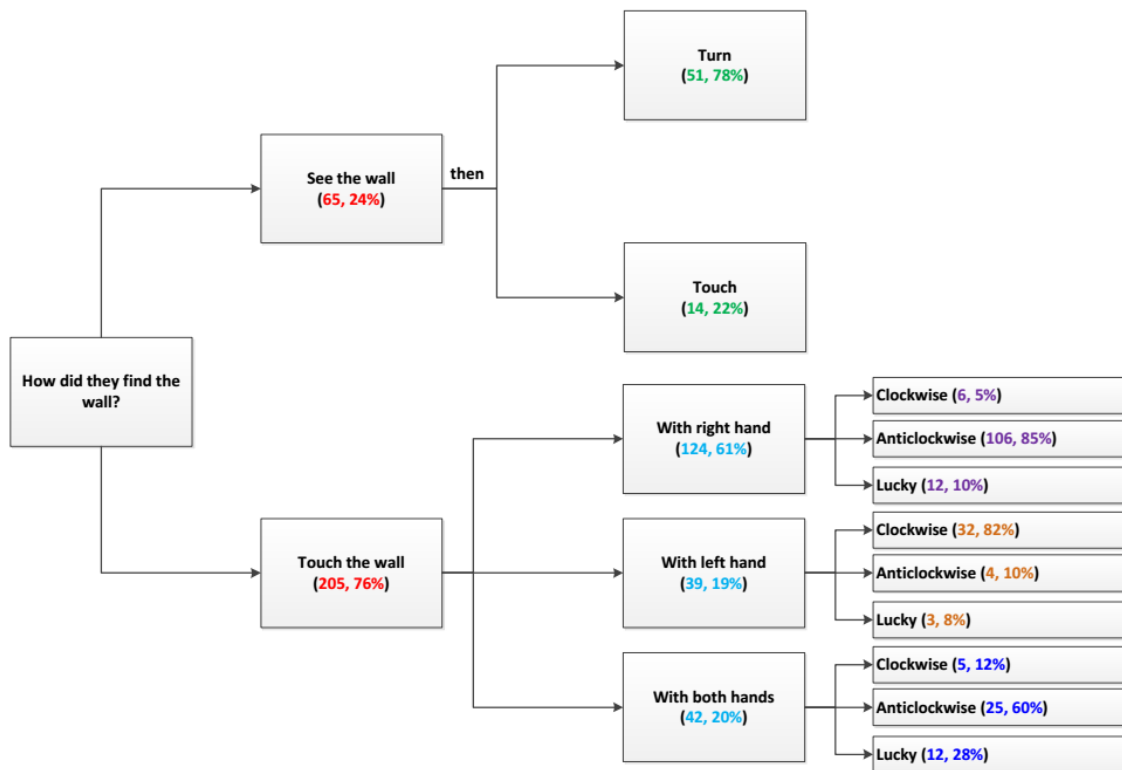 Turn
(51, 78%)
See the wall
(65, 24%)
then
Touch
(14, 22%)
How did they find the
wall?
With right hand
(124, 61%)
Clockwise (6, 5%)
Anticlockwise (106, 85%)
Lucky (12, 10%)
Touch the wall
(205, 76%)
With left hand
(39, 19%)
Clockwise (32, 82%)
Anticlockwise (4, 10%)
Lucky (3, 8%)
With both hands
(42, 20%)
Clockwise (5, 12%)
Anticlockwise (25, 60%)
Lucky (12, 28%)